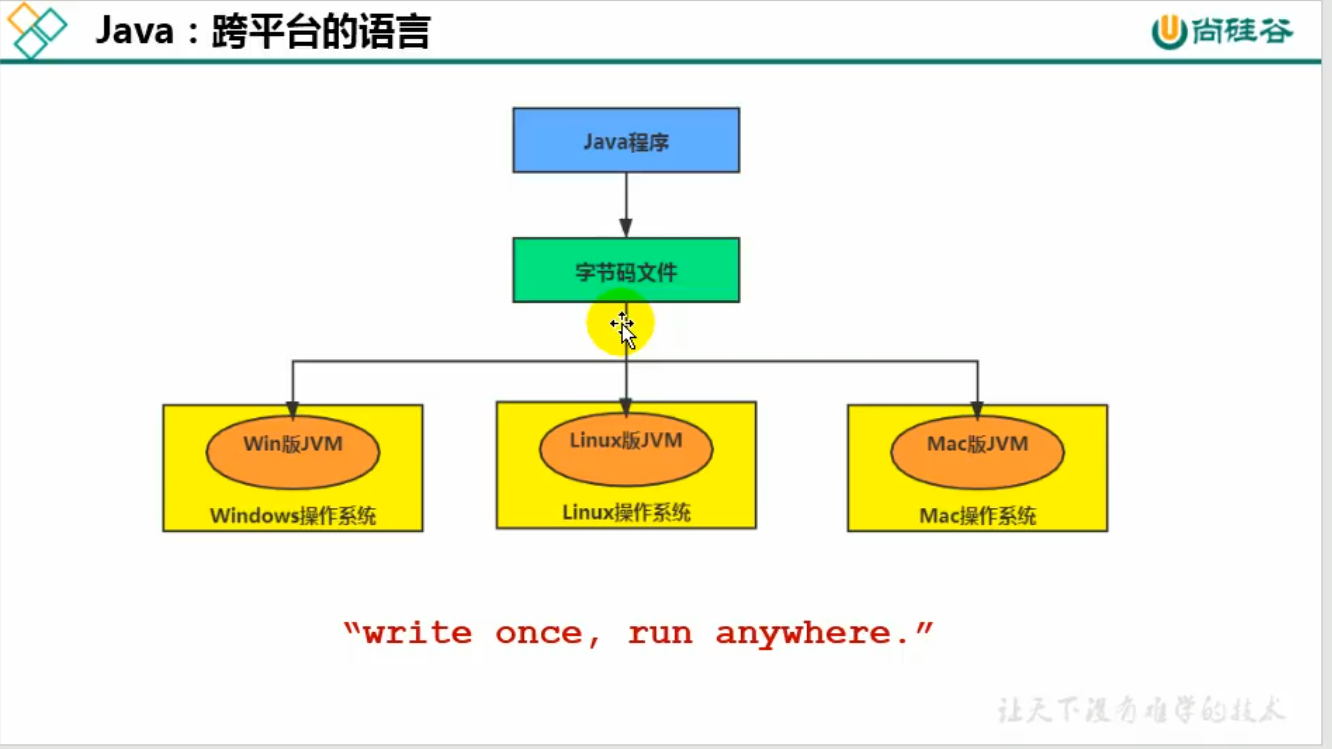 Java：跨平台的语言
尚硅谷
Java程序
字节码文件
Win版JVM
Linux版JVM
Mac版JVM
Windows操作系统
Linux操作系统
Mac操作系统
“write once, run anywhere.”
让天下没有难学的技术